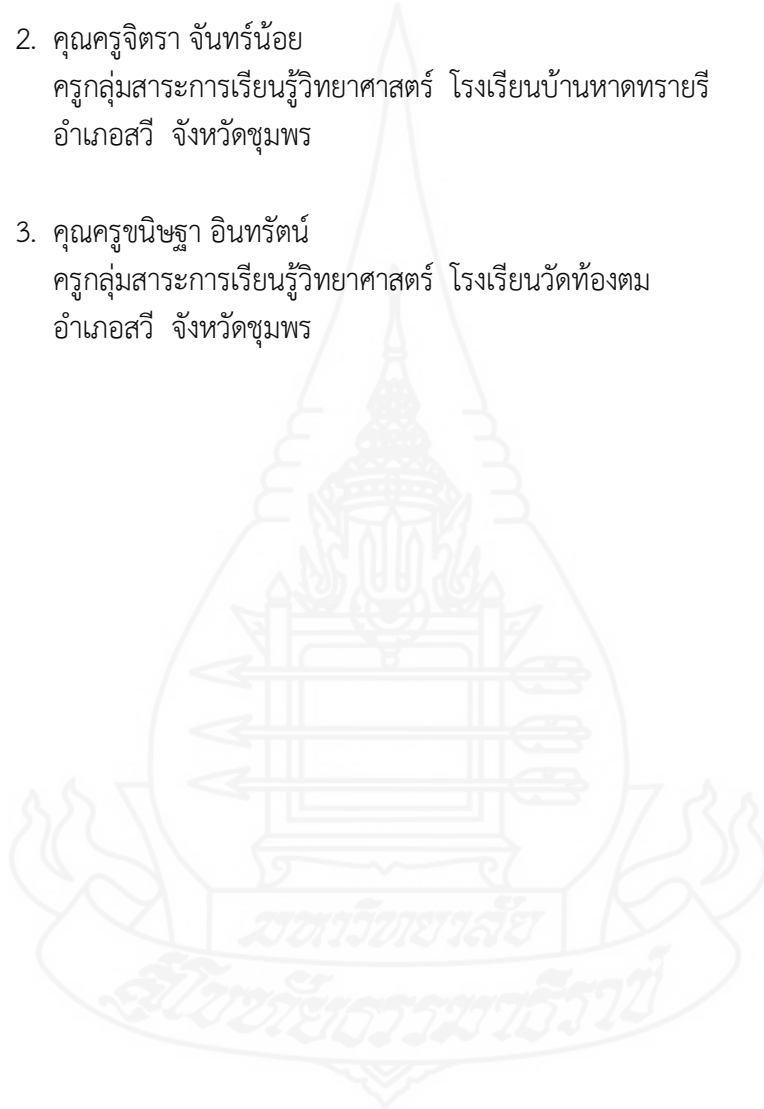 2. คุณครูจิตรา จันทร์น้อย
ครูกลุ่มสาระการเรียนรู้วิทยาศาสตร์ โรงเรียนบ้านหาดทรายรี
อำเภอสวี จังหวัดชุมพร
3. คุณครูขนิษฐา อินทรัตน์
ครูกลุ่มสาระการเรียนรู้วิทยาศาสตร์ โรงเรียนวัดท้องตม
อำเภอสวี จังหวัดชุมพร
มหาวิทยาลัย
สุโขทัยธรรมาธิราช